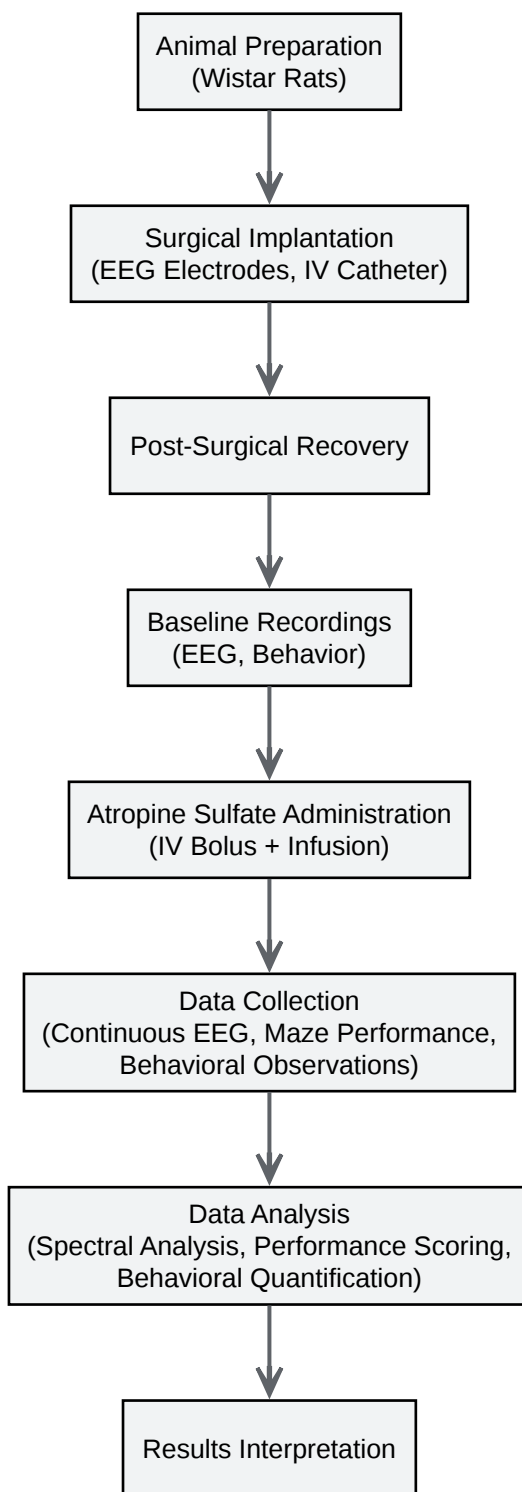 Animal Preparation
(Wistar Rats)
Surgical Implantation
(EEG Electrodes, IV Catheter)
Post-Surgical Recovery
Baseline Recordings
(EEG, Behavior)
Atropine Sulfate Administration
(IV Bolus + Infusion)
Data Collection
(Continuous EEG, Maze Performance,
Behavioral Observations)
Data Analysis
(Spectral Analysis, Performance Scoring,
Behavioral Quantification)
Results Interpretation